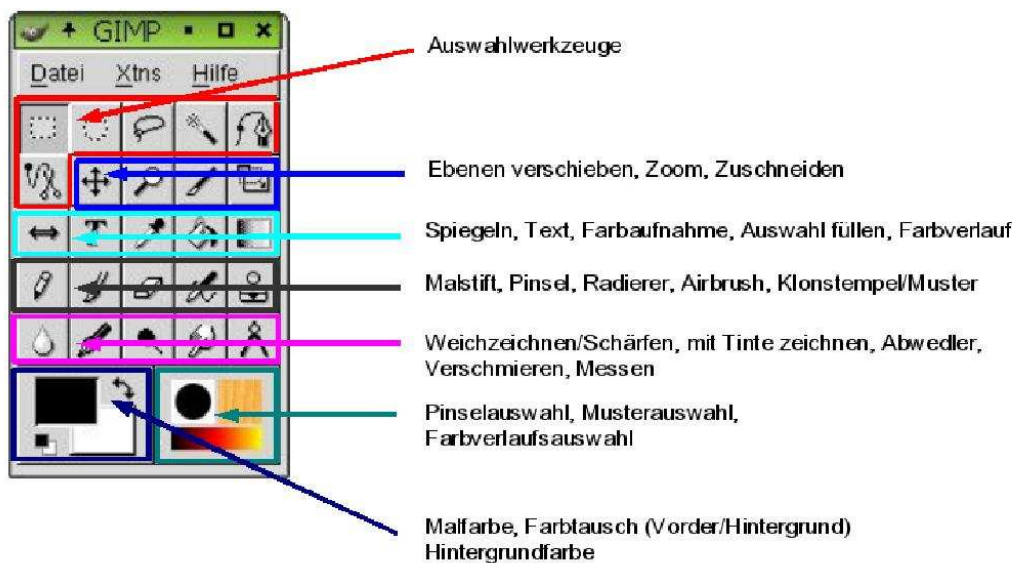 GIMP
Datei Xtns Hilfe
Auswahlwerkzeuge
Ebenen verschieben, Zoom, Zuschneiden
Spiegeln, Text, Farbaufnahme, Auswahl füllen, Farbverlauf
Malstift, Pinsel, Radierer, Airbrush, Klonstempel/Muster
Weichzeichnen/Schärfen, mit Tinte zeichnen, Abwedler,
Verschmieren, Messen
Pinselauswahl, Musterauswahl,
Farbverlaufsauswahl
Malfarbe, Farbtausch (Vorder/Hintergrund)
Hintergrundfarbe